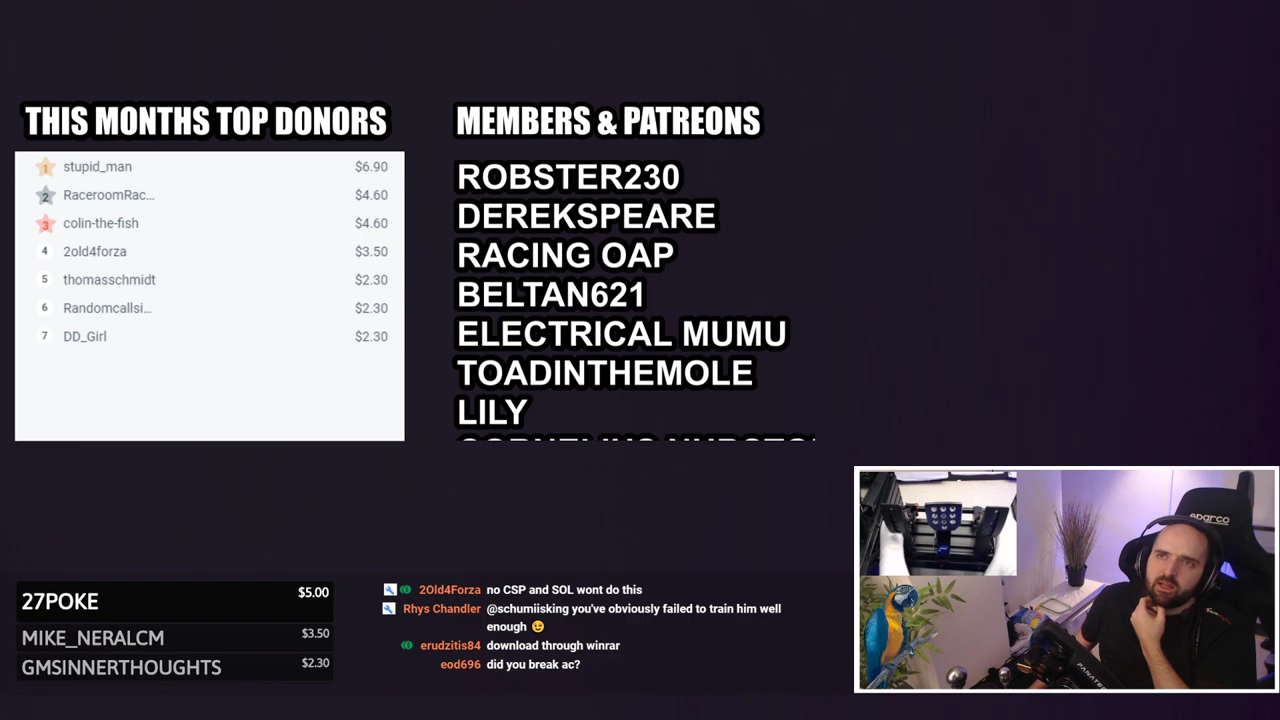 THIS MONTHS TOP DONORS
1 stupid_man $6.90
2 RaceroomRac... $4.60
3 colin-the-fish $4.60
4 2old4forza $3.50
5 thomasschmidt $2.30
6 Randomcallsi... $2.30
7 DD_Girl $2.30
MEMBERS & PATREONS
ROBSTER230
DEREKSPEARE
RACING OAP
BELTAN621
ELECTRICAL MUMU
TOADINTHEMOLE
LILY
27POKE $5.00
MIKE_NERALCM $3.50
GMSINNERTHOUGHTS $2.30
2Old4Forza no CSP and SOL wont do this
Rhys Chandler @schumiisking you've obviously failed to train him well
enough 😉
erudzitis84 download through winrar
eod696 did you break ac?
sparco
FANATEC